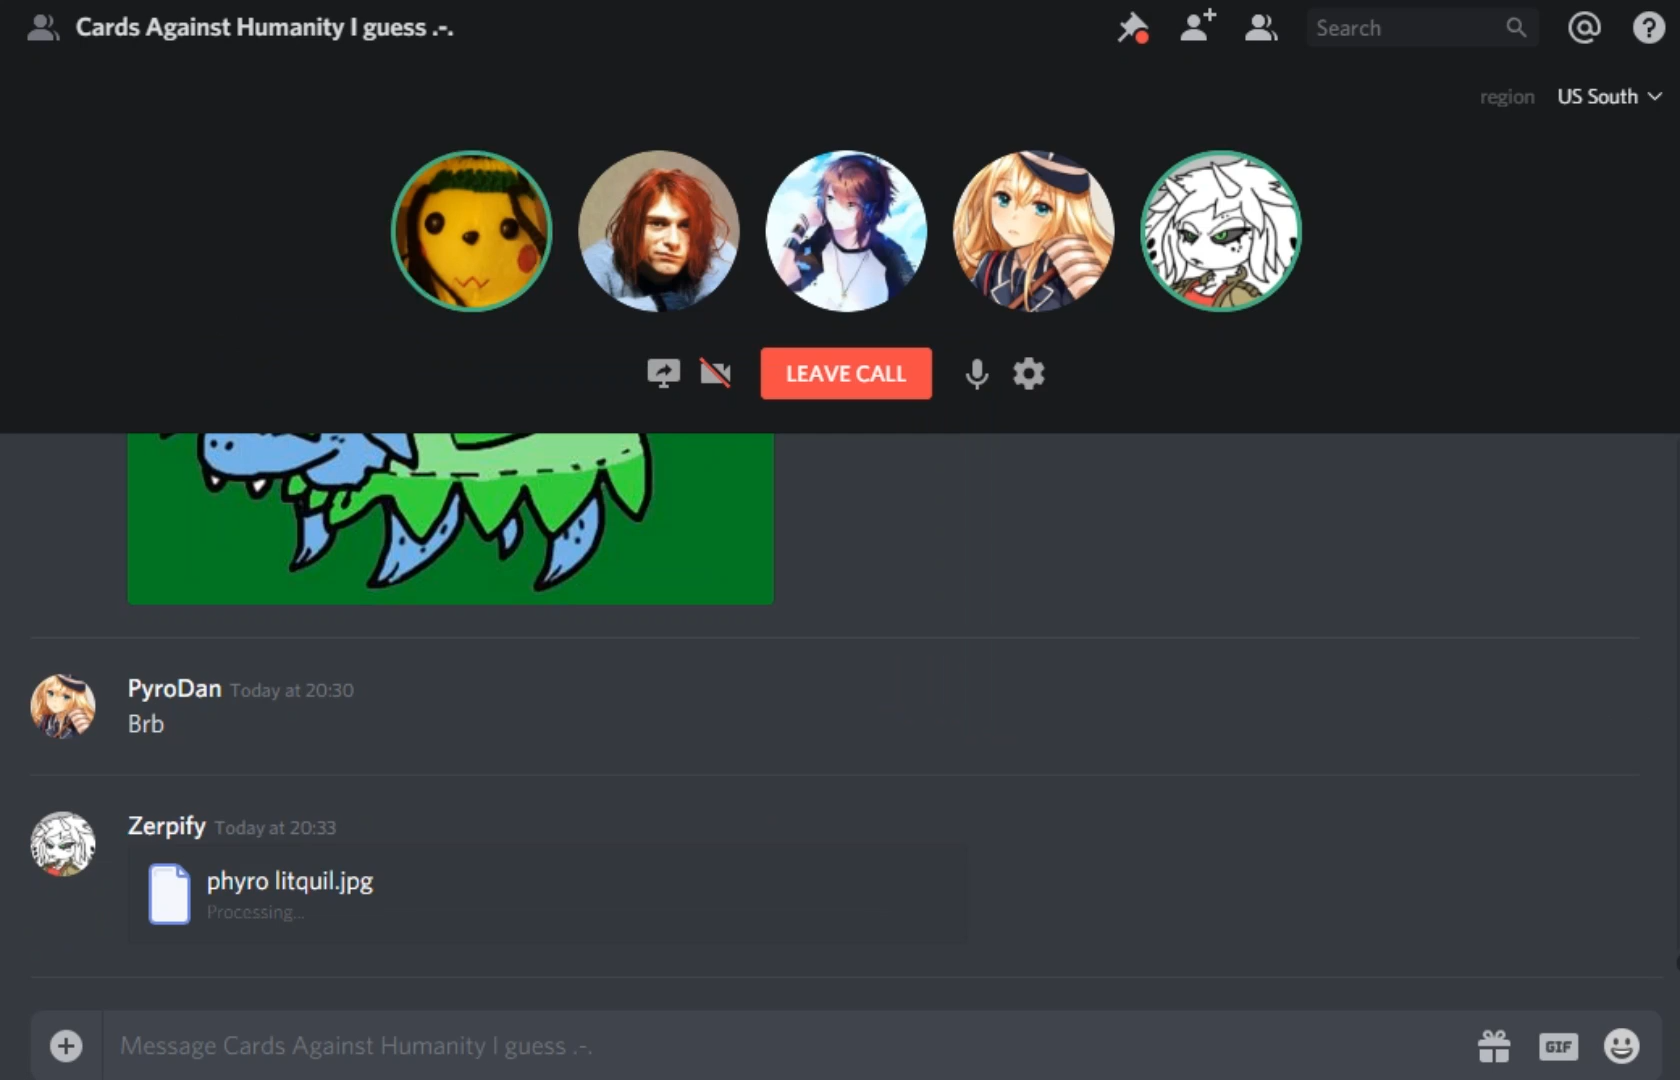 Cards Against Humanity I guess .-.
Search
region US South
LEAVE CALL
PyroDan Today at 20:30
Brb
Zerpify Today at 20:33
phyro litquil.jpg
Processing...
Message Cards Against Humanity I guess .-.
GIF